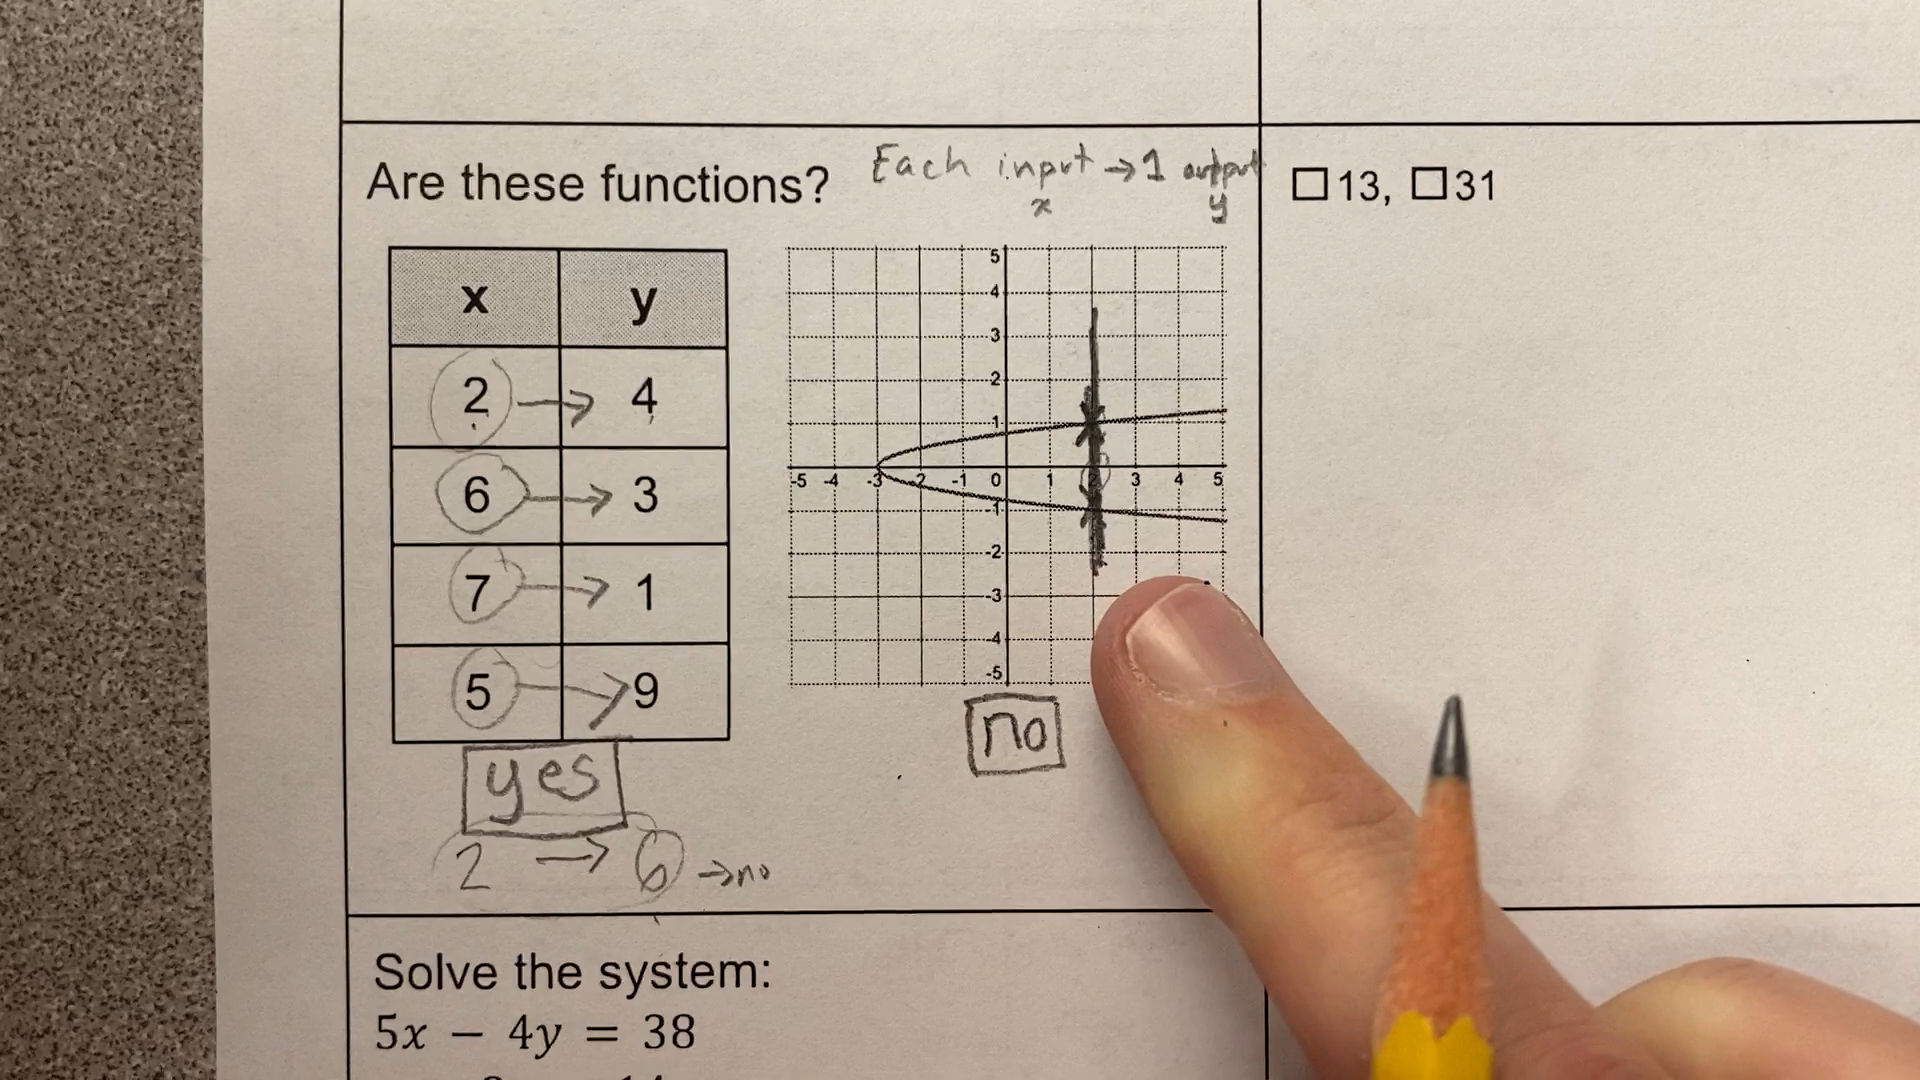 Are these functions? Each input → 1 output
x y
□13, □31
x y
2 → 4
6 → 3
7 → 1
5 → 9
yes
2 → 6 → no
5
4
3
2
1
-5 -4 -3 -2 -1 0 1 2 3 4 5
-1
-2
-3
-4
-5
no
Solve the system:
5x − 4y = 38